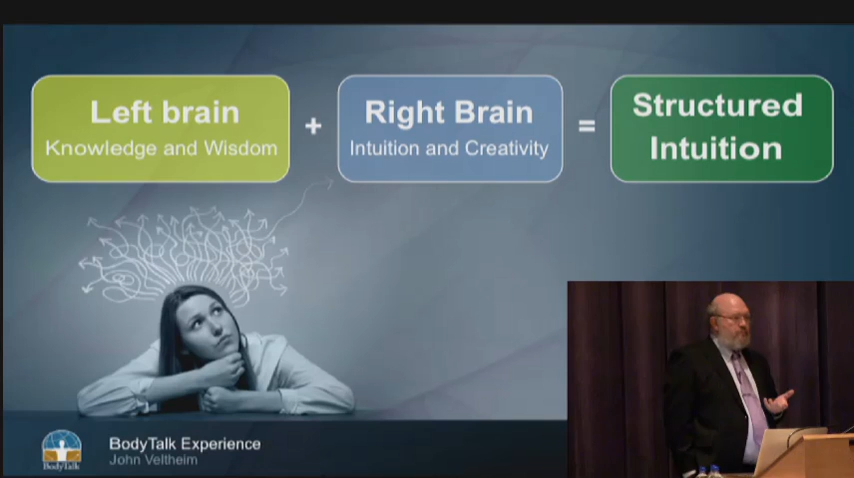 Left brain
Knowledge and Wisdom
+
Right Brain
Intuition and Creativity
=
Structured
Intuition
BodyTalk
BodyTalk Experience
John Veltheim